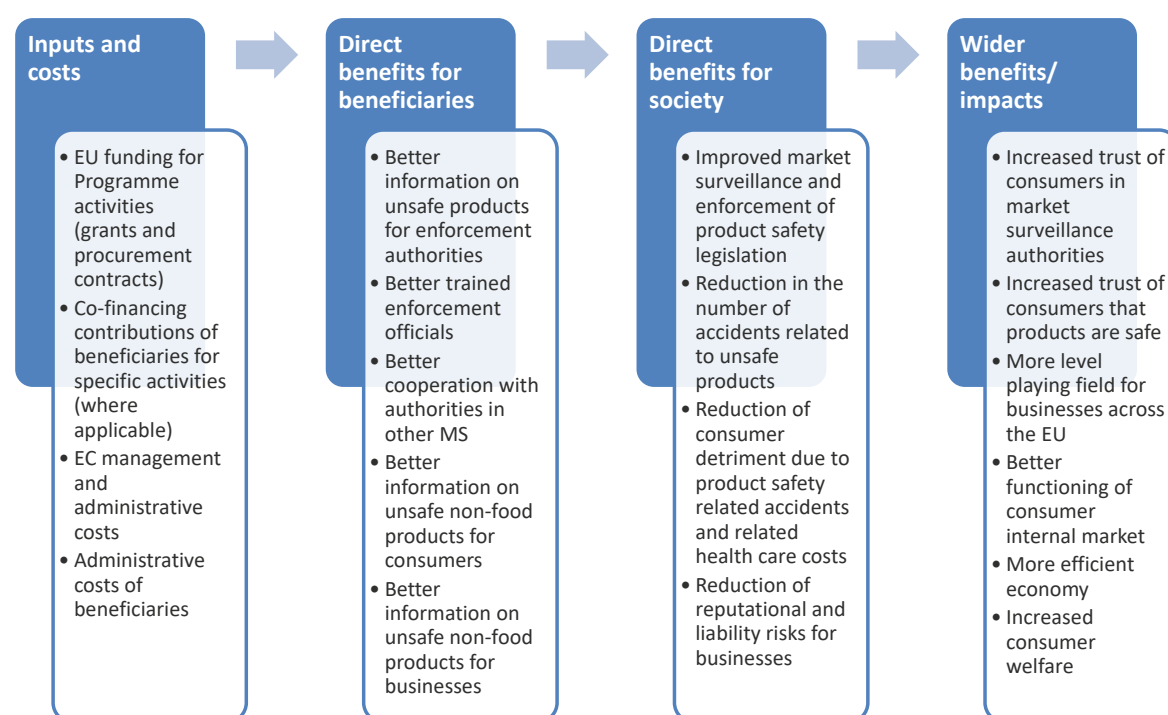 Inputs and
costs
• EU funding for
Programme
activities
(grants and
procurement
contracts)
• Co-financing
contributions of
beneficiaries for
specific activities
(where
applicable)
• EC management
and
administrative
costs
• Administrative
costs of
beneficiaries
Direct
benefits for
beneficiaries
• Better
information on
unsafe products
for enforcement
authorities
• Better trained
enforcement
officials
• Better
cooperation with
authorities in
other MS
• Better
information on
unsafe non-food
products for
consumers
• Better
information on
unsafe non-food
products for
businesses
Direct
benefits for
society
• Improved market
surveillance and
enforcement of
product safety
legislation
• Reduction in the
number of
accidents related
to unsafe
products
• Reduction of
consumer
detriment due to
product safety
related accidents
and related
health care costs
• Reduction of
reputational and
liability risks for
businesses
Wider
benefits/
impacts
• Increased trust of
consumers in
market
surveillance
authorities
• Increased trust of
consumers that
products are safe
• More level
playing field for
businesses across
the EU
• Better
functioning of
consumer
internal market
• More efficient
economy
• Increased
consumer
welfare